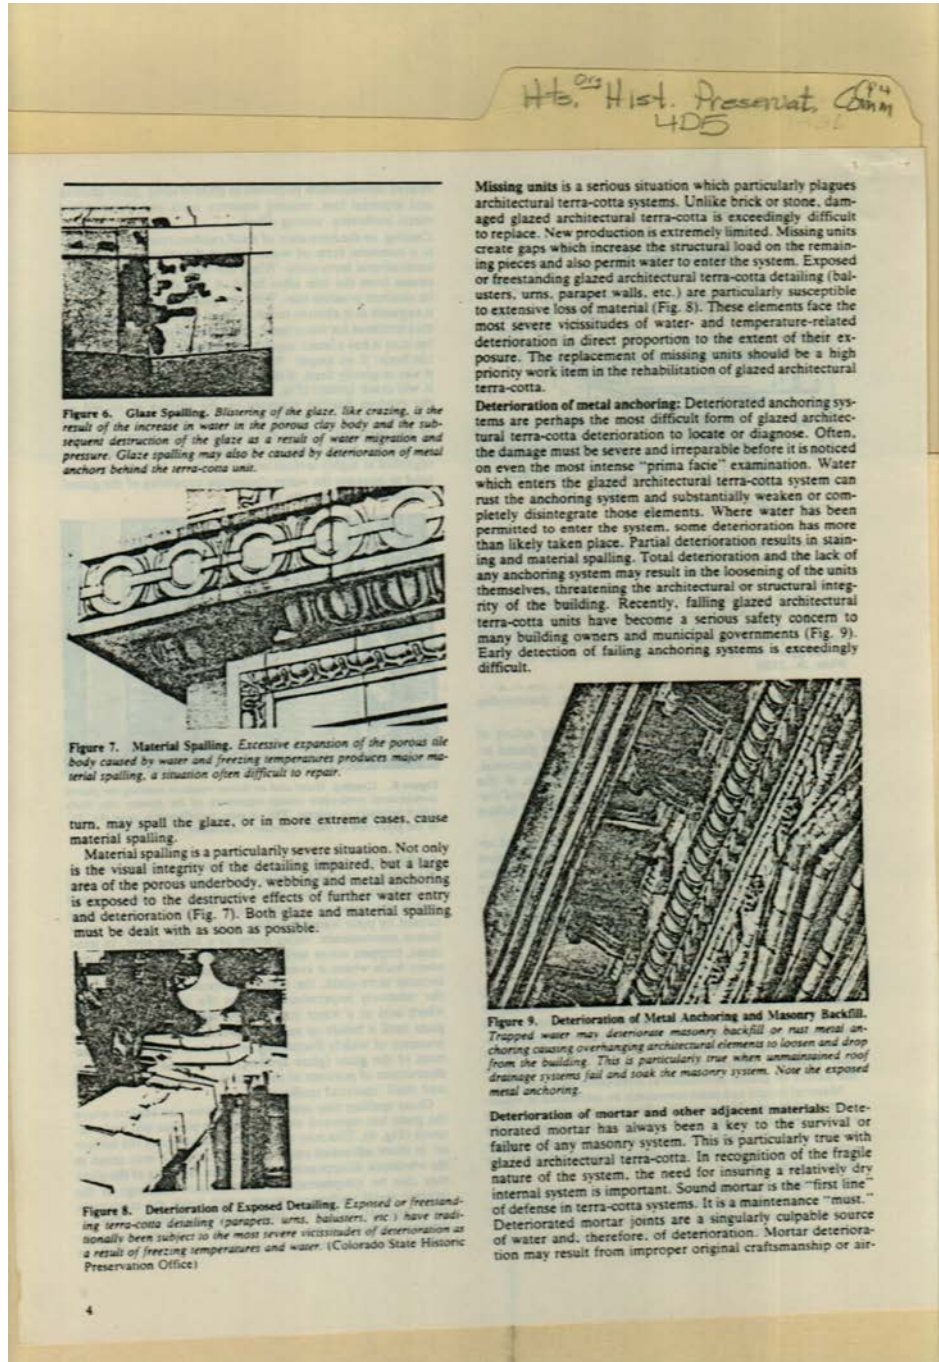 Hts. Org Hist. Preservat. Comm P4
4D5
Figure 6. Glaze Spalling. Blistering of the glaze, like crazing, is the
result of the increase in water in the porous clay body and the sub-
sequent destruction of the glaze as a result of water migration and
pressure. Glaze spalling may also be caused by deterioration of metal
anchors behind the terra-cotta unit.
Figure 7. Material Spalling. Excessive expansion of the porous tile
body caused by water and freezing temperatures produces major ma-
terial spalling, a situation often difficult to repair.
turn, may spall the glaze, or in more extreme cases, cause
material spalling.
Material spalling is a particularily severe situation. Not only
is the visual integrity of the detailing impaired, but a large
area of the porous underbody, webbing and metal anchoring
is exposed to the destructive effects of further water entry
and deterioration (Fig. 7). Both glaze and material spalling
must be dealt with as soon as possible.
Figure 8. Deterioration of Exposed Detailing. Exposed or freestand-
ing terra-cotta detailing (parapets, urns, balusters, etc.) have tradi-
tionally been subject to the most severe vicissitudes of deterioration as
a result of freezing temperatures and water. (Colorado State Historic
Preservation Office)
4
Missing units is a serious situation which particularly plagues
architectural terra-cotta systems. Unlike brick or stone, dam-
aged glazed architectural terra-cotta is exceedingly difficult
to replace. New production is extremely limited. Missing units
create gaps which increase the structural load on the remain-
ing pieces and also permit water to enter the system. Exposed
or freestanding glazed architectural terra-cotta detailing (bal-
usters, urns, parapet walls, etc.) are particularly susceptible
to extensive loss of material (Fig. 8). These elements face the
most severe vicissitudes of water- and temperature-related
deterioration in direct proportion to the extent of their ex-
posure. The replacement of missing units should be a high
priority work item in the rehabilitation of glazed architectural
terra-cotta.
Deterioration of metal anchoring: Deteriorated anchoring sys-
tems are perhaps the most difficult form of glazed architec-
tural terra-cotta deterioration to locate or diagnose. Often,
the damage must be severe and irreparable before it is noticed
on even the most intense "prima facie" examination. Water
which enters the glazed architectural terra-cotta system can
rust the anchoring system and substantially weaken or com-
pletely disintegrate those elements. Where water has been
permitted to enter the system, some deterioration has more
than likely taken place. Partial deterioration results in stain-
ing and material spalling. Total deterioration and the lack of
any anchoring system may result in the loosening of the units
themselves, threatening the architectural or structural integ-
rity of the building. Recently, falling glazed architectural
terra-cotta units have become a serious safety concern to
many building owners and municipal governments (Fig. 9).
Early detection of failing anchoring systems is exceedingly
difficult.
Figure 9. Deterioration of Metal Anchoring and Masonry Backfill.
Trapped water may deteriorate masonry backfill or rust metal an-
choring causing overhanging architectural elements to loosen and drop
from the building. This is particularly true when unmaintained roof
drainage systems fail and soak the masonry system. Note the exposed
metal anchoring.
Deterioration of mortar and other adjacent materials: Dete-
riorated mortar has always been a key to the survival or
failure of any masonry system. This is particularly true with
glazed architectural terra-cotta. In recognition of the fragile
nature of the system, the need for insuring a relatively dry
internal system is important. Sound mortar is the "first line"
of defense in terra-cotta systems. It is a maintenance "must."
Deteriorated mortar joints are a singularly culpable source
of water and, therefore, of deterioration. Mortar deteriora-
tion may result from improper original craftsmanship or air-